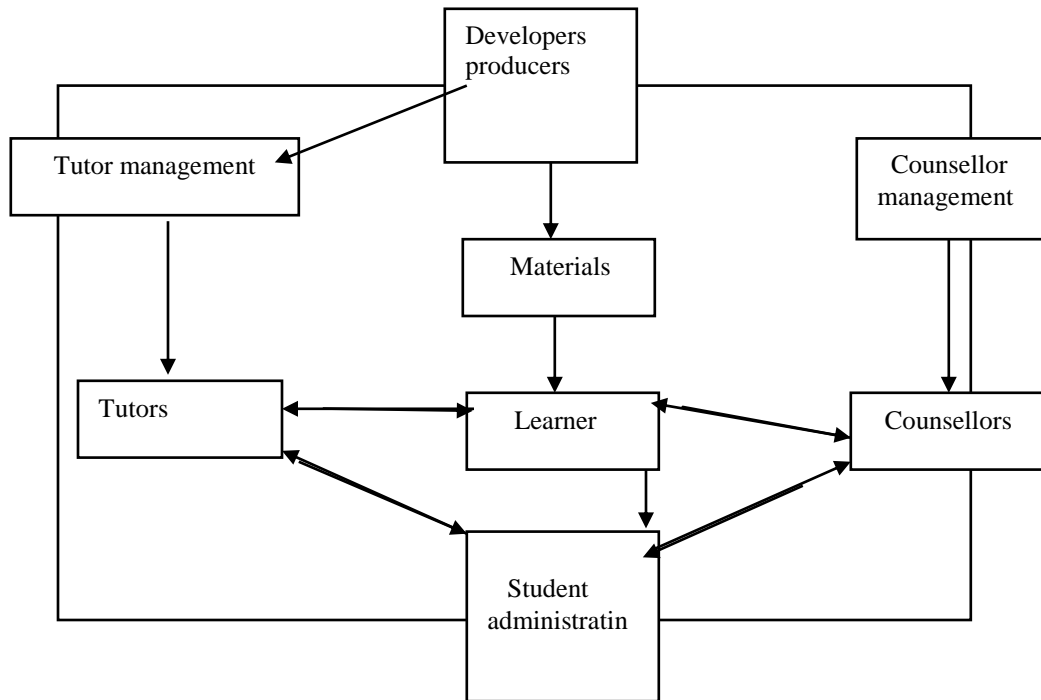 Developers
producers
Tutor management
Counsellor
management
Materials
Tutors
Learner
Counsellors
Student
administratin